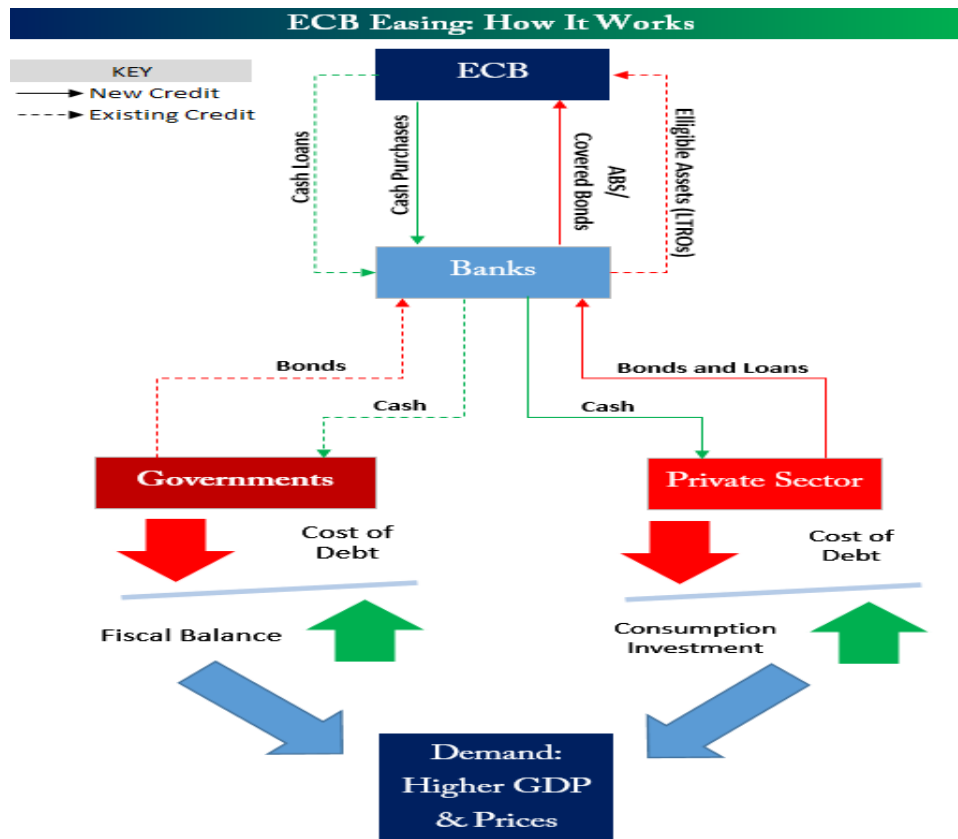 ECB Easing: How It Works
KEY
New Credit
Existing Credit
ECB
Cash Loans
Cash Purchases
ABS/
Covered Bonds
Elligible Assets (LTROs)
Banks
Bonds
Cash
Bonds and Loans
Cash
Governments
Private Sector
Cost of
Debt
Cost of
Debt
Fiscal Balance
Consumption
Investment
Demand:
Higher GDP
& Prices